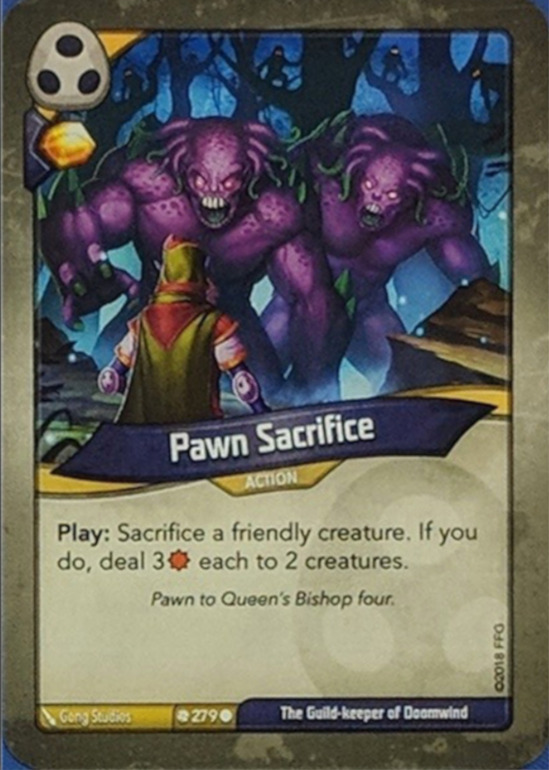 Pawn Sacrifice
ACTION
Play: Sacrifice a friendly creature. If you
do, deal 3 each to 2 creatures.
Pawn to Queen's Bishop four.
©2018 FFG
Gong Studios
279
The Guild-keeper of Doomwind